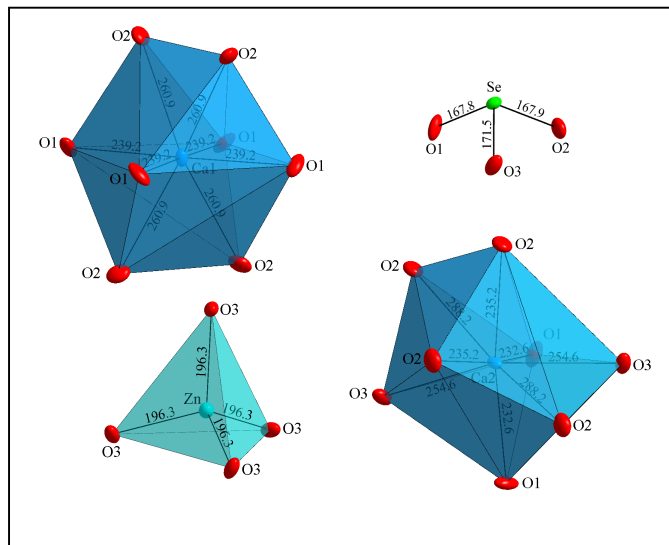 O2
O2
260.9
260.9
O1
239.2
239.2
O1
239.2
239.2
O1
Ca1
O1
260.9
260.9
O2
O2
Se
167.8
167.9
171.5
O1
O2
O3
O3
196.3
Zn
196.3
196.3
O3
196.3
O3
O3
O2
O2
288.2
235.2
O1
O2
235.2
232.6
254.6
O3
Ca2
O3
254.6
288.2
232.6
O2
O1